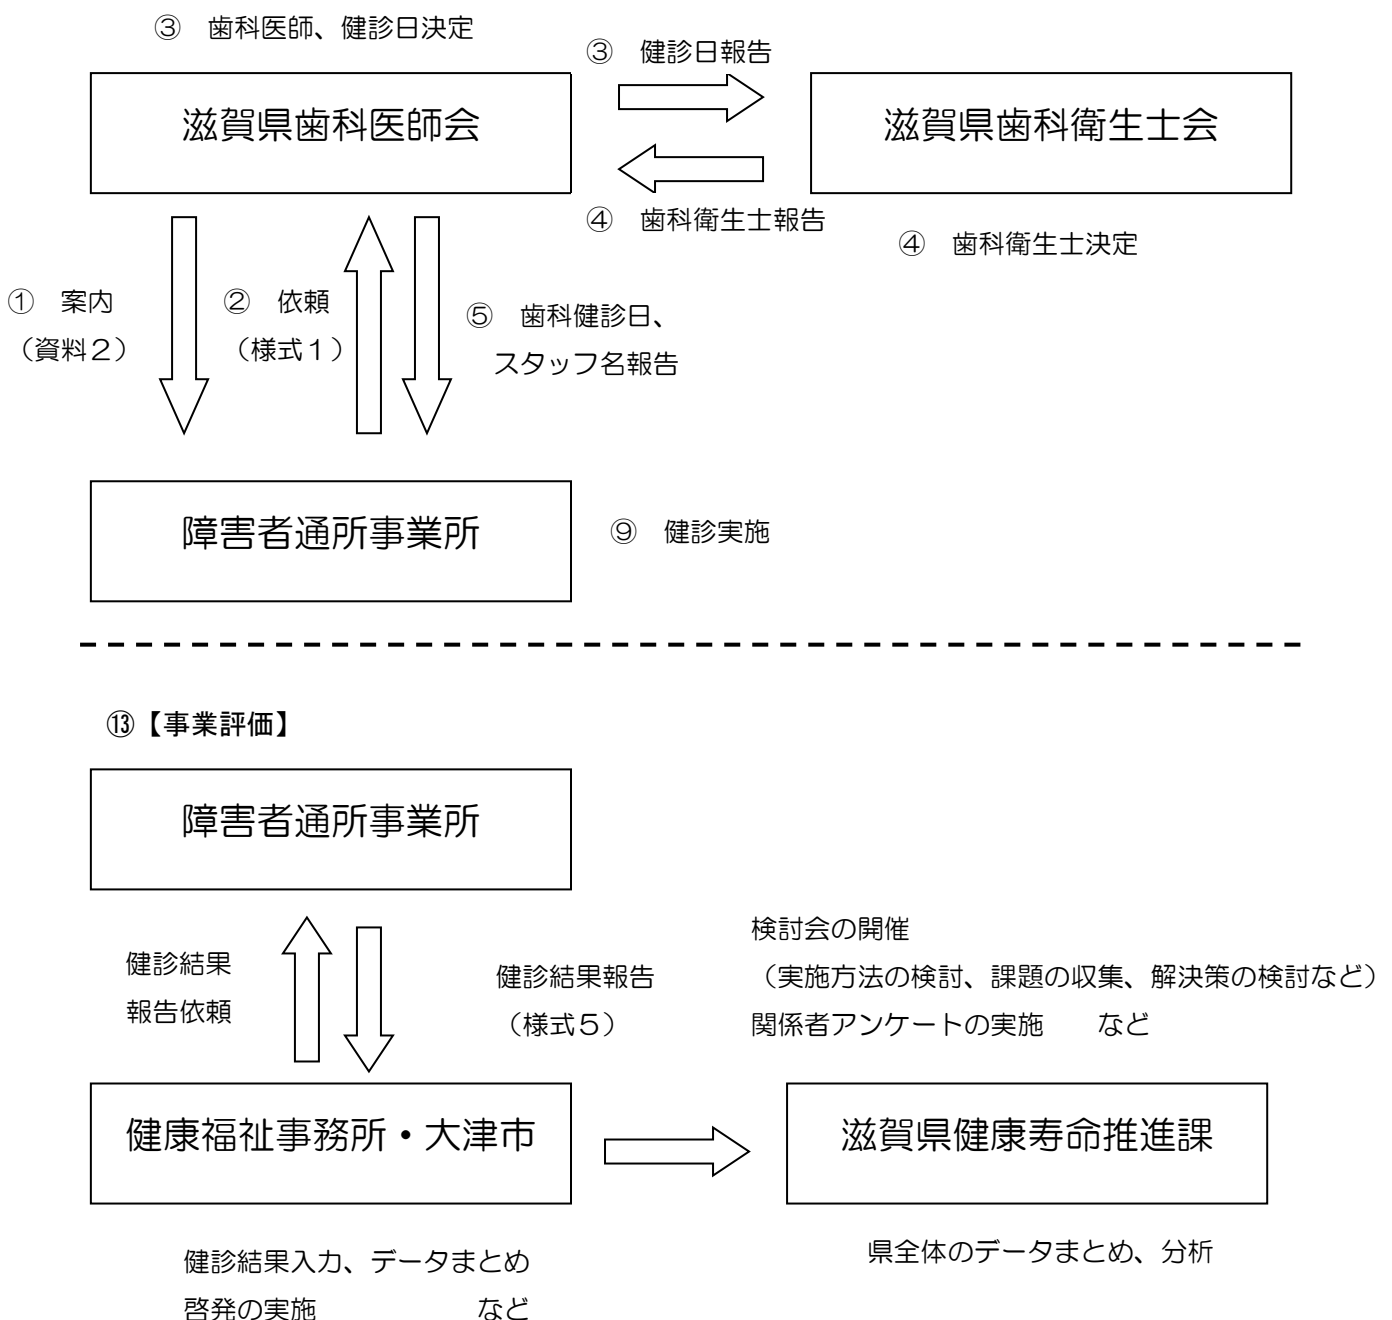 ③　歯科医師、健診日決定
③　健診日報告
滋賀県歯科医師会
滋賀県歯科衛生士会
④　歯科衛生士報告
④　歯科衛生士決定
①　案内
（資料２）
②　依頼
（様式１）
⑤　歯科健診日、
スタッフ名報告
障害者通所事業所
⑨　健診実施
⑬【事業評価】
障害者通所事業所
健診結果
報告依頼
健診結果報告
（様式５）
検討会の開催
（実施方法の検討、課題の収集、解決策の検討など）
関係者アンケートの実施　　など
健康福祉事務所・大津市
滋賀県健康寿命推進課
健診結果入力、データまとめ
啓発の実施　　　　　　など
県全体のデータまとめ、分析